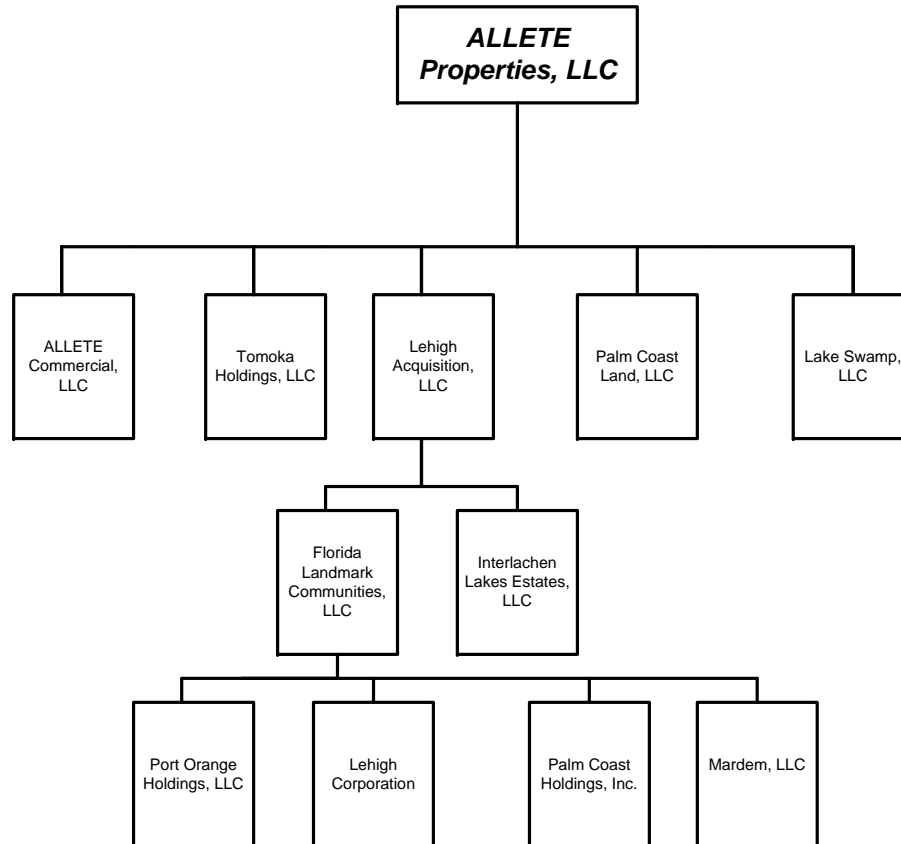 ALLETE
Properties, LLC
ALLETE
Commercial,
LLC
Tomoka
Holdings, LLC
Lehigh
Acquisition,
LLC
Palm Coast
Land, LLC
Lake Swamp,
LLC
Florida
Landmark
Communities,
LLC
Interlachen
Lakes Estates,
LLC
Port Orange
Holdings, LLC
Lehigh
Corporation
Palm Coast
Holdings, Inc.
Mardem, LLC